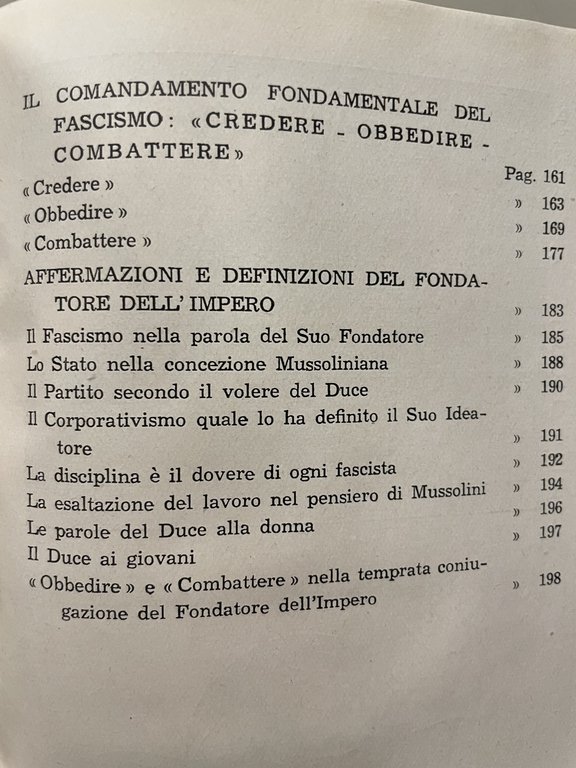 IL COMANDAMENTO FONDAMENTALE DEL
FASCISMO: «CREDERE - OBBEDIRE -
COMBATTERE» Pag. 161
«Credere» » 163
«Obbedire» » 169
«Combattere» » 177
AFFERMAZIONI E DEFINIZIONI DEL FONDA-
TORE DELL'IMPERO » 183
Il Fascismo nella parola del Suo Fondatore » 185
Lo Stato nella concezione Mussoliniana » 188
Il Partito secondo il volere del Duce » 190
Il Corporativismo quale lo ha definito il Suo Idea-
tore » 191
La disciplina è il dovere di ogni fascista » 192
La esaltazione del lavoro nel pensiero di Mussolini » 194
Le parole del Duce alla donna » 196
Il Duce ai giovani » 197
«Obbedire» e «Combattere» nella temprata coniu-
gazione del Fondatore dell'Impero » 198